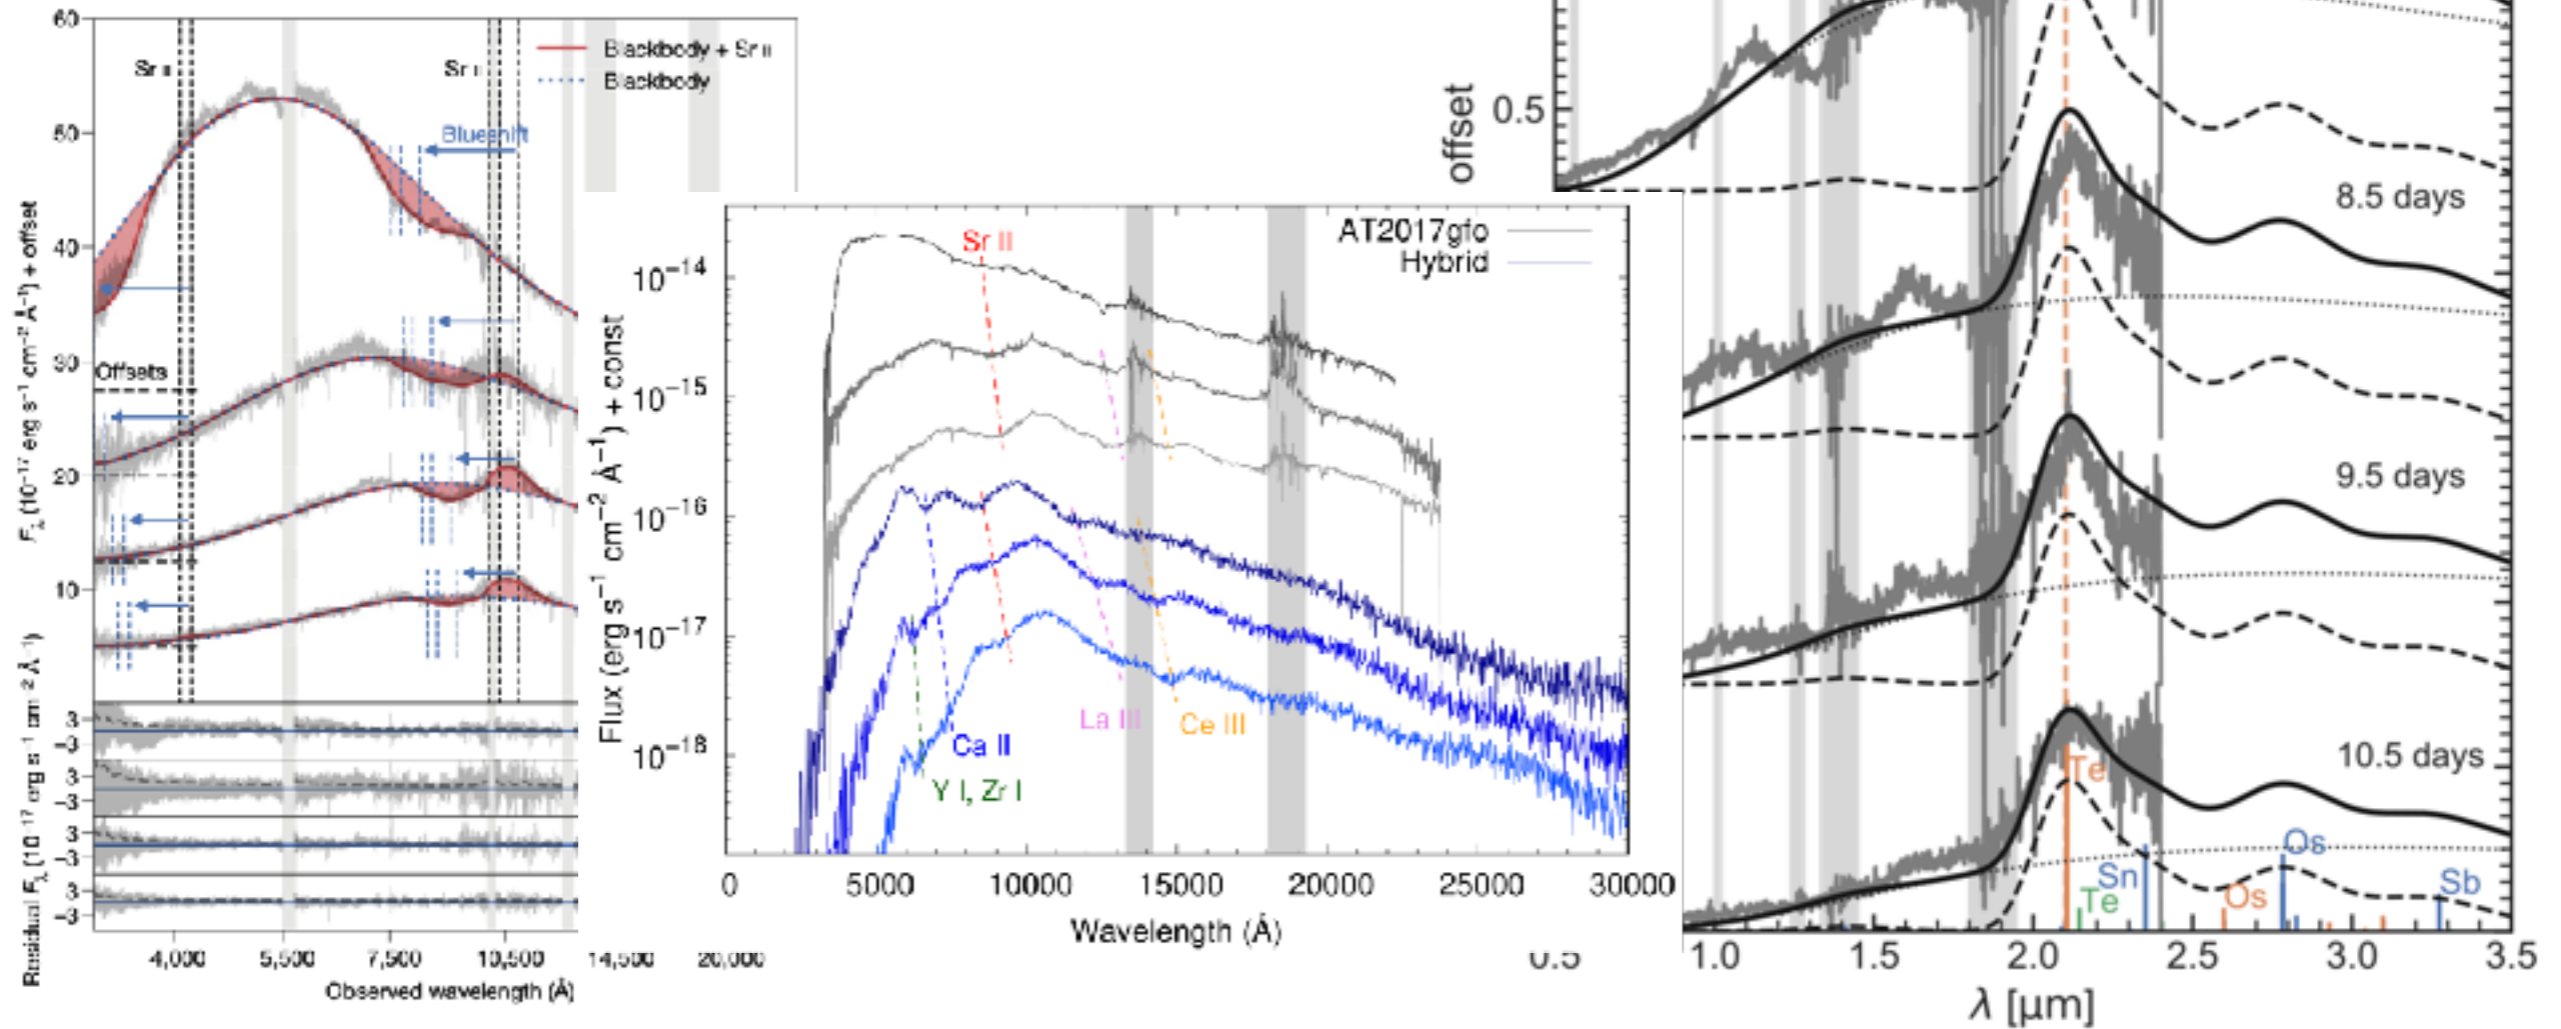 60
50
40
30
20
10
3
−3
3
−3
3
−3
3
−3
4,000
5,500
7,500
10,500
14,500
20,000
Observed wavelength (Å)
F_λ (10⁻¹⁷ erg s⁻¹ cm⁻² Å⁻¹) + offset
Residual F_λ (10⁻¹⁷ erg s⁻¹ cm⁻² Å⁻¹)
Sr II
Sr II
Blackbody + Sr II
Blackbody
Blueshift
Offsets
AT2017gfo
Hybrid
Sr II
10⁻¹⁴
10⁻¹⁵
10⁻¹⁶
10⁻¹⁷
10⁻¹⁸
Flux (erg s⁻¹ cm⁻² Å⁻¹) + const
La III
Ce III
Ca II
Y I, Zr I
0
5000
10000
15000
20000
25000
30000
Wavelength (Å)
offset
0.5
8.5 days
9.5 days
10.5 days
Te
Te
Sn
Os
Os
Sb
0.5
1.0
1.5
2.0
2.5
3.0
3.5
λ [μm]